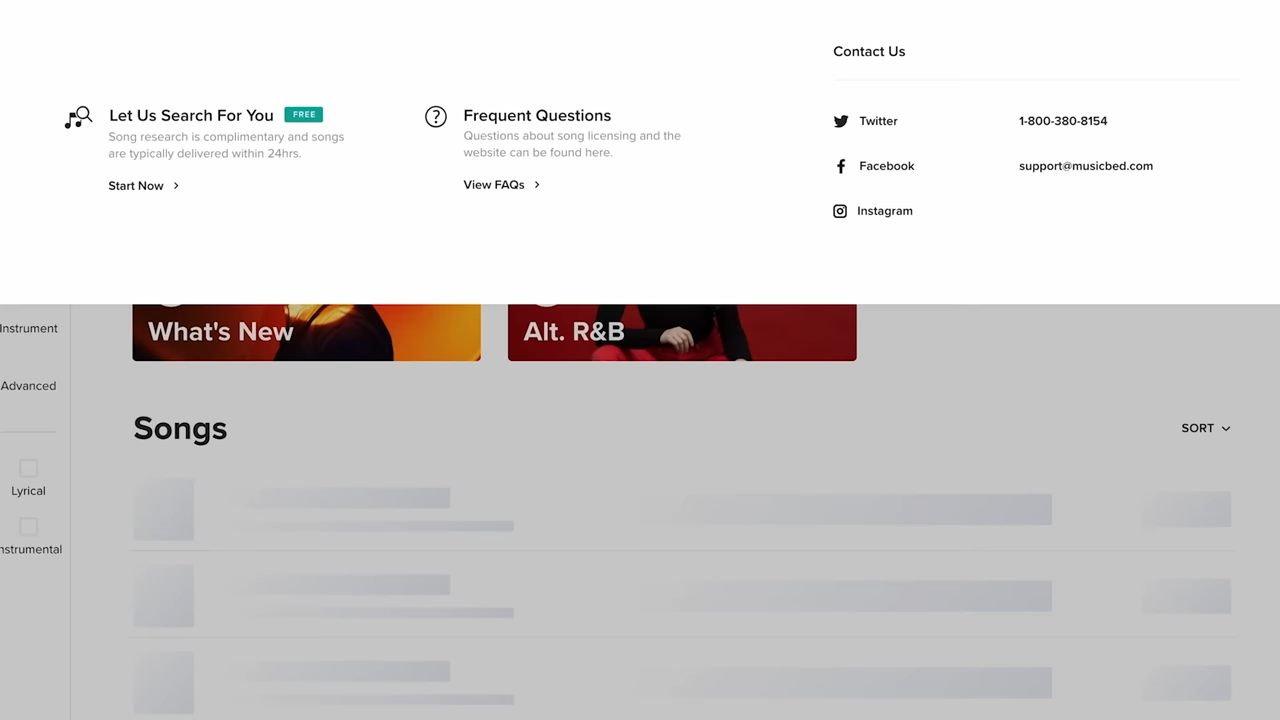 Let Us Search For You FREE
Song research is complimentary and songs
are typically delivered within 24hrs.
Start Now
Frequent Questions
Questions about song licensing and the
website can be found here.
View FAQs
Contact Us
Twitter
1-800-380-8154
Facebook
support@musicbed.com
Instagram
Instrument
Advanced
Lyrical
nstrumental
What's New
Alt. R&B
Songs
SORT